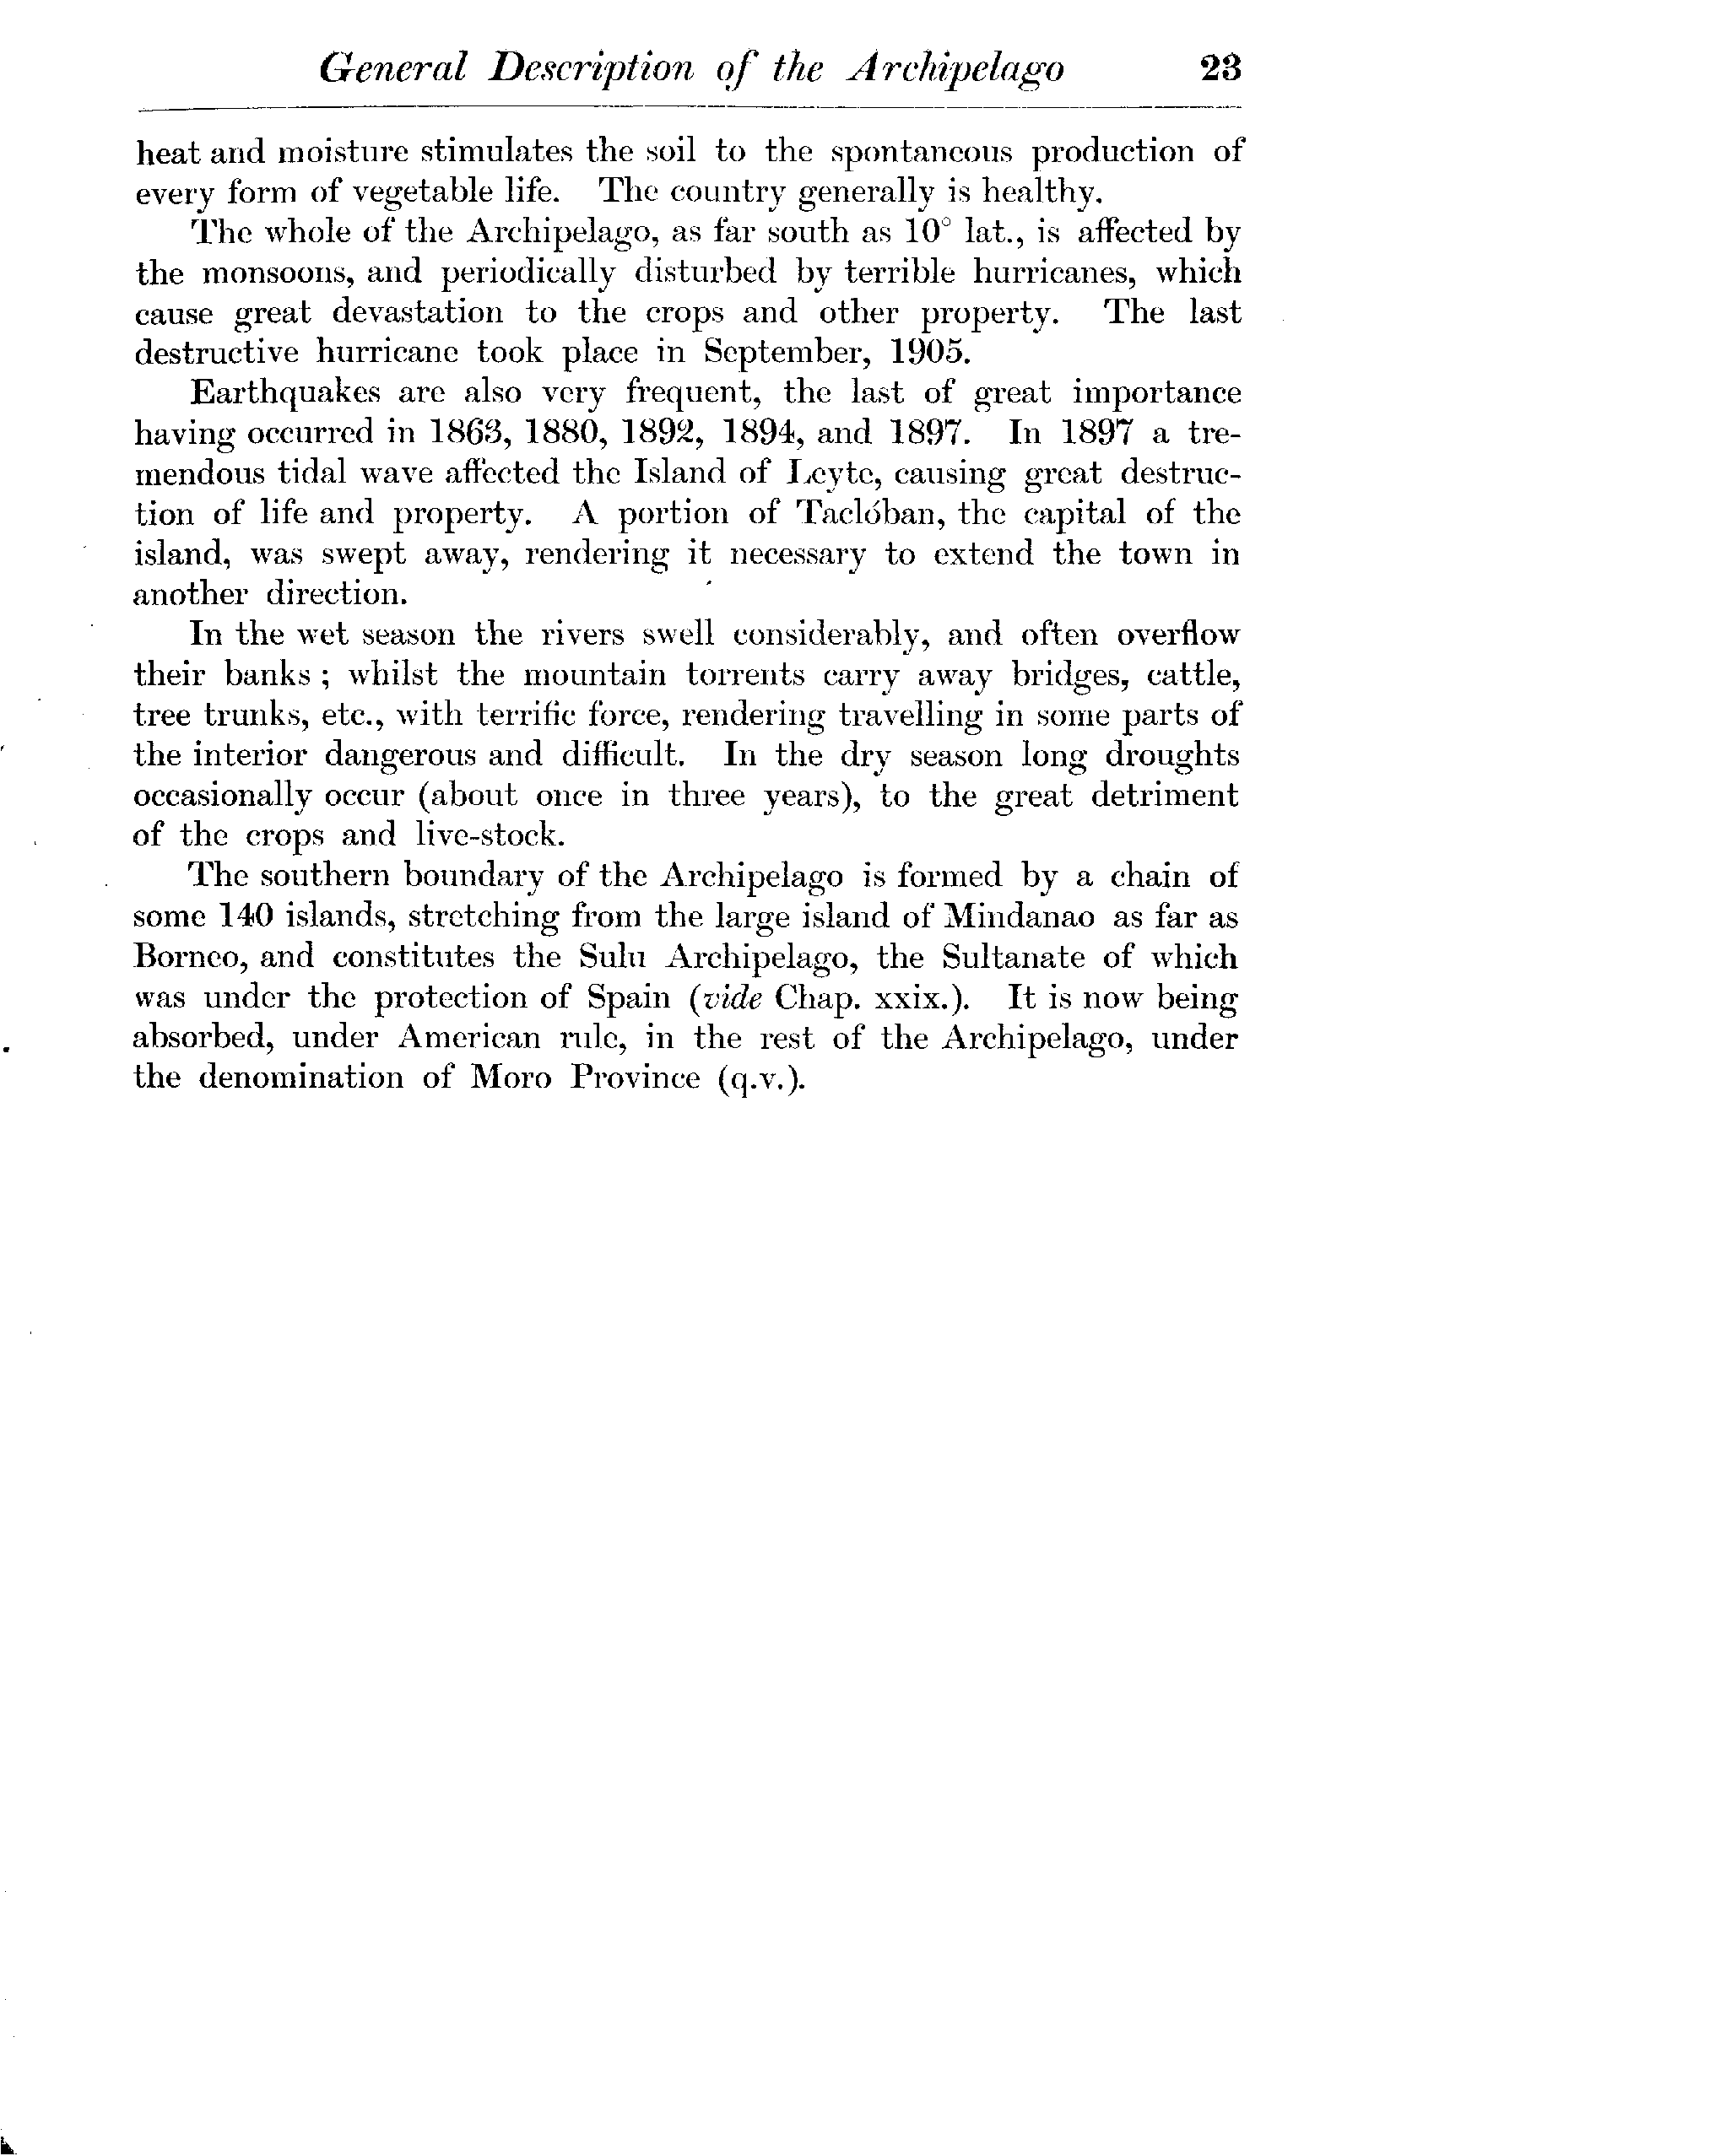 General Description of the Archipelago 23
heat and moisture stimulates the soil to the spontaneous production of
every form of vegetable life. The country generally is healthy.
The whole of the Archipelago, as far south as 10° lat., is affected by
the monsoons, and periodically disturbed by terrible hurricanes, which
cause great devastation to the crops and other property. The last
destructive hurricane took place in September, 1905.
Earthquakes are also very frequent, the last of great importance
having occurred in 1863, 1880, 1892, 1894, and 1897. In 1897 a tre-
mendous tidal wave affected the Island of Leyte, causing great destruc-
tion of life and property. A portion of Taclóban, the capital of the
island, was swept away, rendering it necessary to extend the town in
another direction.
In the wet season the rivers swell considerably, and often overflow
their banks ; whilst the mountain torrents carry away bridges, cattle,
tree trunks, etc., with terrific force, rendering travelling in some parts of
the interior dangerous and difficult. In the dry season long droughts
occasionally occur (about once in three years), to the great detriment
of the crops and live-stock.
The southern boundary of the Archipelago is formed by a chain of
some 140 islands, stretching from the large island of Mindanao as far as
Borneo, and constitutes the Sulu Archipelago, the Sultanate of which
was under the protection of Spain (vide Chap. xxix.). It is now being
absorbed, under American rule, in the rest of the Archipelago, under
the denomination of Moro Province (q.v.).